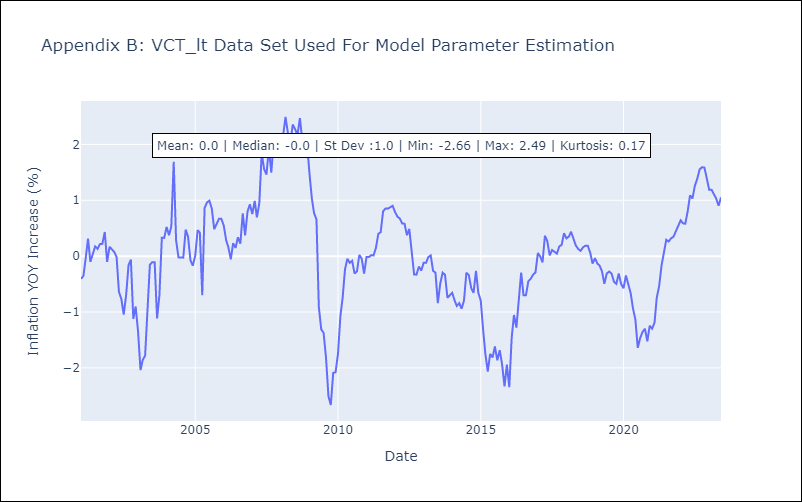 Appendix B: VCT_lt Data Set Used For Model Parameter Estimation
Mean: 0.0 | Median: -0.0 | St Dev :1.0 | Min: -2.66 | Max: 2.49 | Kurtosis: 0.17
Inflation YOY Increase (%)
2
1
0
−1
−2
2005
2010
2015
2020
Date